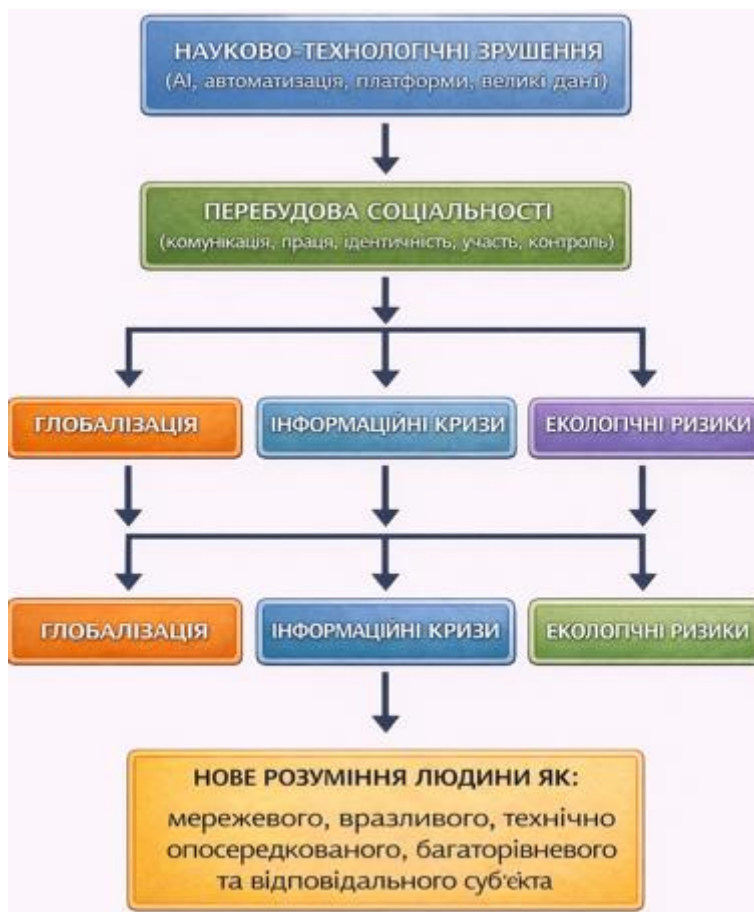 НАУКОВО-ТЕХНОЛОГІЧНІ ЗРУШЕННЯ
(AI, автоматизація, платформи, великі дані)
ПЕРЕБУДОВА СОЦІАЛЬНОСТІ
(комунікація, праця, ідентичність, участь, контроль)
ГЛОБАЛІЗАЦІЯ
ІНФОРМАЦІЙНІ КРИЗИ
ЕКОЛОГІЧНІ РИЗИКИ
ГЛОБАЛІЗАЦІЯ
ІНФОРМАЦІЙНІ КРИЗИ
ЕКОЛОГІЧНІ РИЗИКИ
НОВЕ РОЗУМІННЯ ЛЮДИНИ ЯК:
мережевого, вразливого, технічно
опосередкованого, багаторівневого
та відповідального суб'єкта